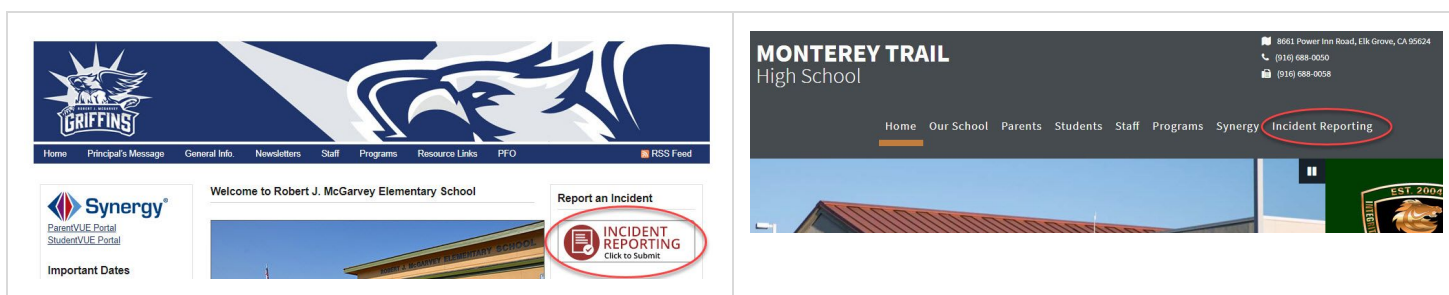 ROBERT J. MCGARVEY
GRIFFINS
Home Principal's Message General Info. Newsletters Staff Programs Resource Links PFO RSS Feed
Synergy®
ParentVUE Portal
StudentVUE Portal
Important Dates
Welcome to Robert J. McGarvey Elementary School
ROBERT J. MCGARVEY ELEMENTARY SCHOOL
Report an Incident
INCIDENT
REPORTING
Click to Submit
MONTEREY TRAIL
High School
8661 Power Inn Road, Elk Grove, CA 95624
(916) 688-0050
(916) 688-0058
Home Our School Parents Students Staff Programs Synergy Incident Reporting
EST. 2004